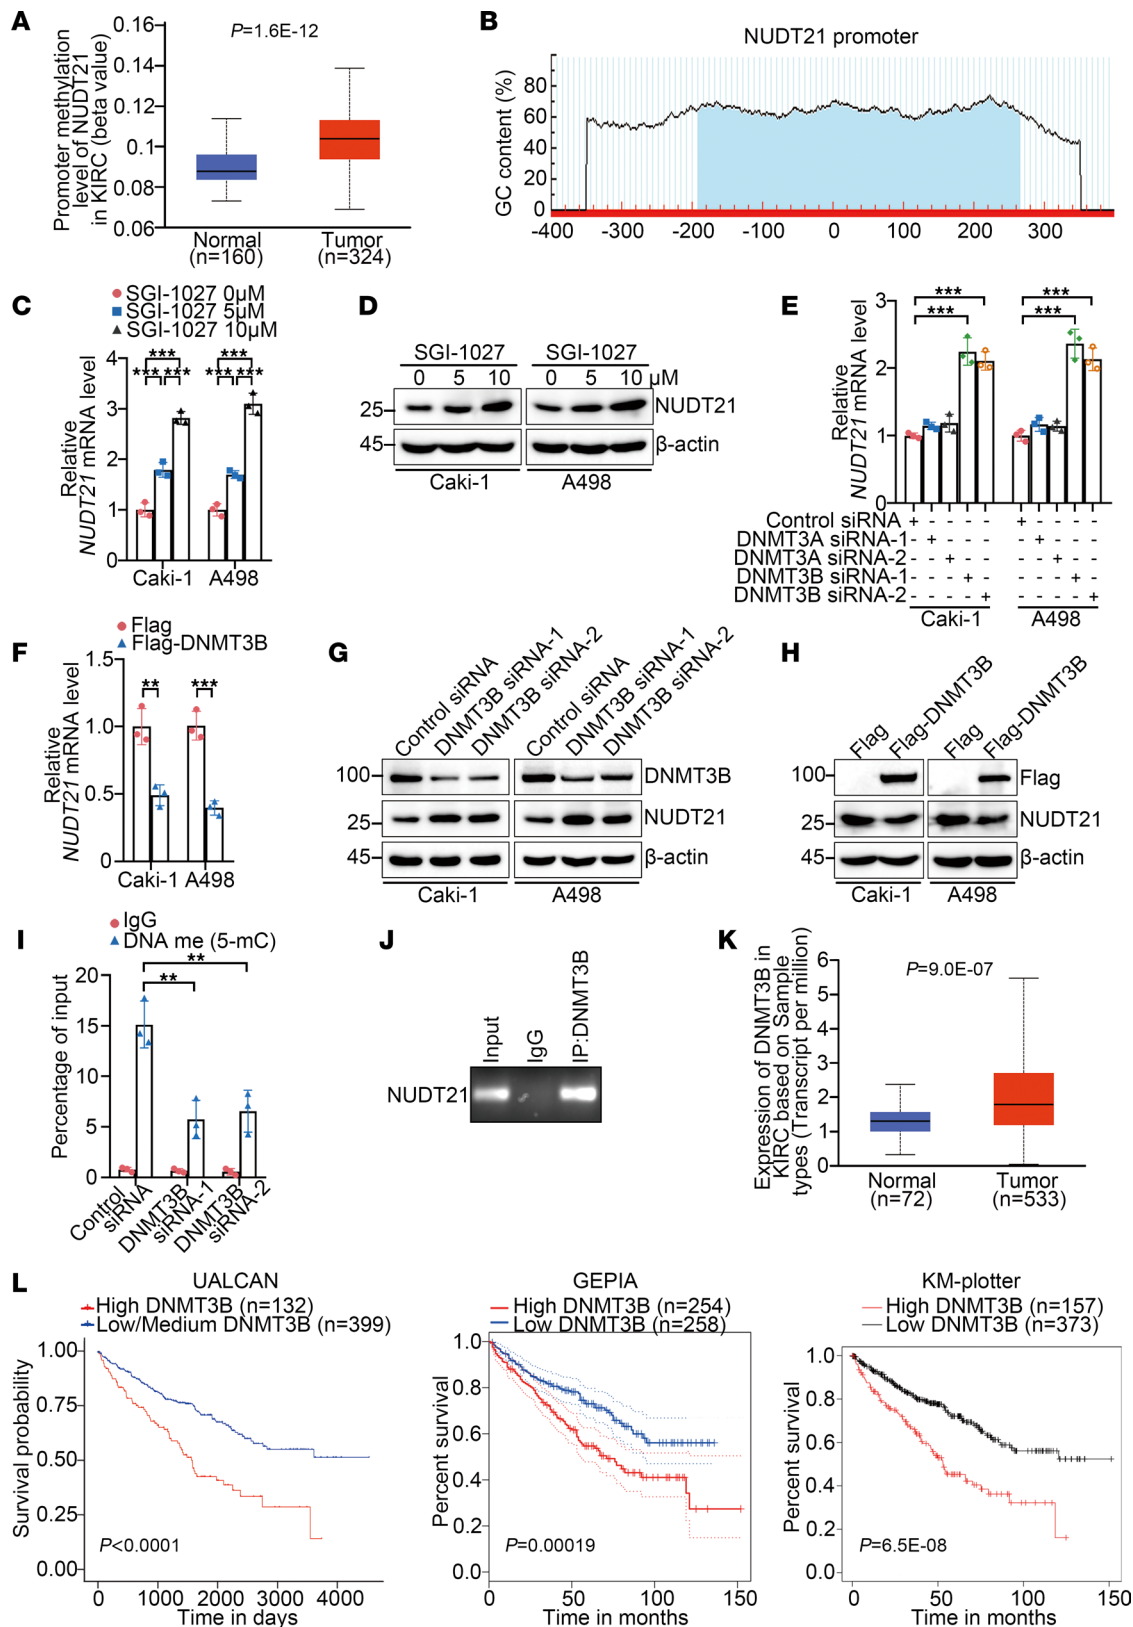 A
Promoter methylation
level of NUDT21
in KIRC (beta value)
0.16
0.14
0.12
0.1
0.08
0.06
P=1.6E-12
Normal
(n=160)
Tumor
(n=324)
B
NUDT21 promoter
GC content (%)
80
60
40
20
0
-400 -300 -200 -100 0 100 200 300
C
SGI-1027 0µM
SGI-1027 5µM
SGI-1027 10µM
Relative
NUDT21 mRNA level
4
3
2
1
0
*** ***
*** *** *** ***
Caki-1 A498
D
SGI-1027 SGI-1027
0 5 10 0 5 10 µM
25 NUDT21
45 β-actin
Caki-1 A498
E
Relative
NUDT21 mRNA level
3
2
1
0
*** ***
*** ***
Control siRNA + - - - - + - - - -
DNMT3A siRNA-1 - + - - - - + - - -
DNMT3A siRNA-2 - - + - - - - + - -
DNMT3B siRNA-1 - - - + - - - - + -
DNMT3B siRNA-2 - - - - + - - - - +
Caki-1 A498
F
Flag
Flag-DNMT3B
Relative
NUDT21 mRNA level
1.5
1.0
0.5
0
** ***
Caki-1 A498
G
Control siRNA
DNMT3B siRNA-1
DNMT3B siRNA-2
Control siRNA
DNMT3B siRNA-1
DNMT3B siRNA-2
100 DNMT3B
25 NUDT21
45 β-actin
Caki-1 A498
H
Flag
Flag-DNMT3B
Flag
Flag-DNMT3B
100 Flag
25 NUDT21
45 β-actin
Caki-1 A498
I
IgG
DNA me (5-mC)
Percentage of input
20
15
10
5
0
**
**
Control
siRNA
DNMT3B
siRNA-1
DNMT3B
siRNA-2
J
Input
IgG
IP:DNMT3B
NUDT21
K
Expression of DNMT3B in
KIRC based on Sample
types (Transcript per million)
6
5
4
3
2
1
0
P=9.0E-07
Normal
(n=72)
Tumor
(n=533)
L
UALCAN
High DNMT3B (n=132)
Low/Medium DNMT3B (n=399)
Survival probability
1.00
0.75
0.50
0.25
0.00
P<0.0001
0 1000 2000 3000 4000
Time in days
GEPIA
High DNMT3B (n=254)
Low DNMT3B (n=258)
Percent survival
1.0
0.8
0.6
0.4
0.2
0.0
P=0.00019
0 50 100 150
Time in months
KM-plotter
High DNMT3B (n=157)
Low DNMT3B (n=373)
Percent survival
1.0
0.8
0.6
0.4
0.2
0.0
P=6.5E-08
0 50 100 150
Time in months